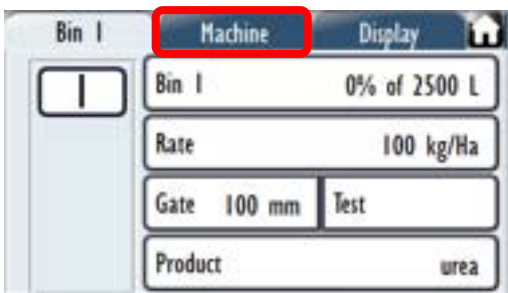 Bin 1 Machine Display
1
Bin 1 0% of 2500 L
Rate 100 kg/Ha
Gate 100 mm Test
Product urea